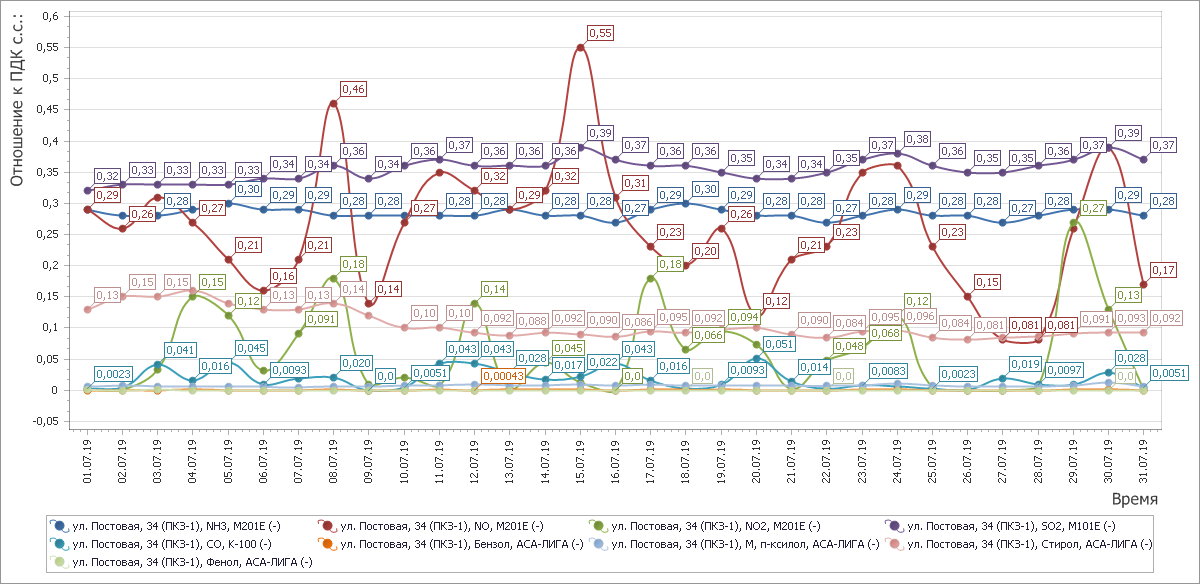 Отношение к ПДК с.с.:
0,6
0,55
0,5
0,45
0,4
0,35
0,3
0,25
0,2
0,15
0,1
0,05
0
-0,05
0,55
0,46
0,39 0,39
0,38
0,37 0,37 0,37 0,37
0,36 0,36 0,36 0,36 0,36 0,36 0,36
0,35 0,35 0,35 0,35
0,34 0,34 0,34 0,34 0,34
0,33 0,33 0,33
0,32 0,32 0,32
0,31
0,30 0,30
0,29 0,29 0,29 0,29 0,29 0,29 0,29 0,29
0,28 0,28 0,28 0,28 0,28 0,28 0,28 0,28 0,28 0,28
0,27 0,27 0,27 0,27 0,27 0,27
0,26 0,26
0,23 0,23 0,23
0,21 0,21 0,21
0,20
0,18 0,18
0,17
0,16 0,15
0,15 0,15 0,15
0,14 0,14 0,14
0,13 0,13 0,13 0,13
0,12 0,12 0,12
0,10 0,10
0,091 0,092 0,088 0,092 0,090 0,086 0,095 0,092 0,094 0,090 0,084 0,095 0,096 0,084 0,081 0,081 0,081 0,091 0,093 0,092
0,066 0,048 0,068
0,0023 0,041 0,016 0,045 0,0093 0,020 0,0 0,0051 0,043 0,043 0,028 0,045 0,017 0,022 0,043 0,016 0,0093 0,051 0,014 0,0083 0,0023 0,019 0,0097 0,028 0,0051
0,00043 0,0 0,0 0,0 0,0
01.07.19
02.07.19
03.07.19
04.07.19
05.07.19
06.07.19
07.07.19
08.07.19
09.07.19
10.07.19
11.07.19
12.07.19
13.07.19
14.07.19
15.07.19
16.07.19
17.07.19
18.07.19
19.07.19
20.07.19
21.07.19
22.07.19
23.07.19
24.07.19
25.07.19
26.07.19
27.07.19
28.07.19
29.07.19
30.07.19
31.07.19
Время
ул. Постовая, 34 (ПКЗ-1), NH3, M201E (-) ул. Постовая, 34 (ПКЗ-1), NO, M201E (-) ул. Постовая, 34 (ПКЗ-1), NO2, M201E (-) ул. Постовая, 34 (ПКЗ-1), SO2, M101E (-)
ул. Постовая, 34 (ПКЗ-1), CO, К-100 (-) ул. Постовая, 34 (ПКЗ-1), Бензол, АСА-ЛИГА (-) ул. Постовая, 34 (ПКЗ-1), М, п-ксилол, АСА-ЛИГА (-) ул. Постовая, 34 (ПКЗ-1), Стирол, АСА-ЛИГА (-)
ул. Постовая, 34 (ПКЗ-1), Фенол, АСА-ЛИГА (-)